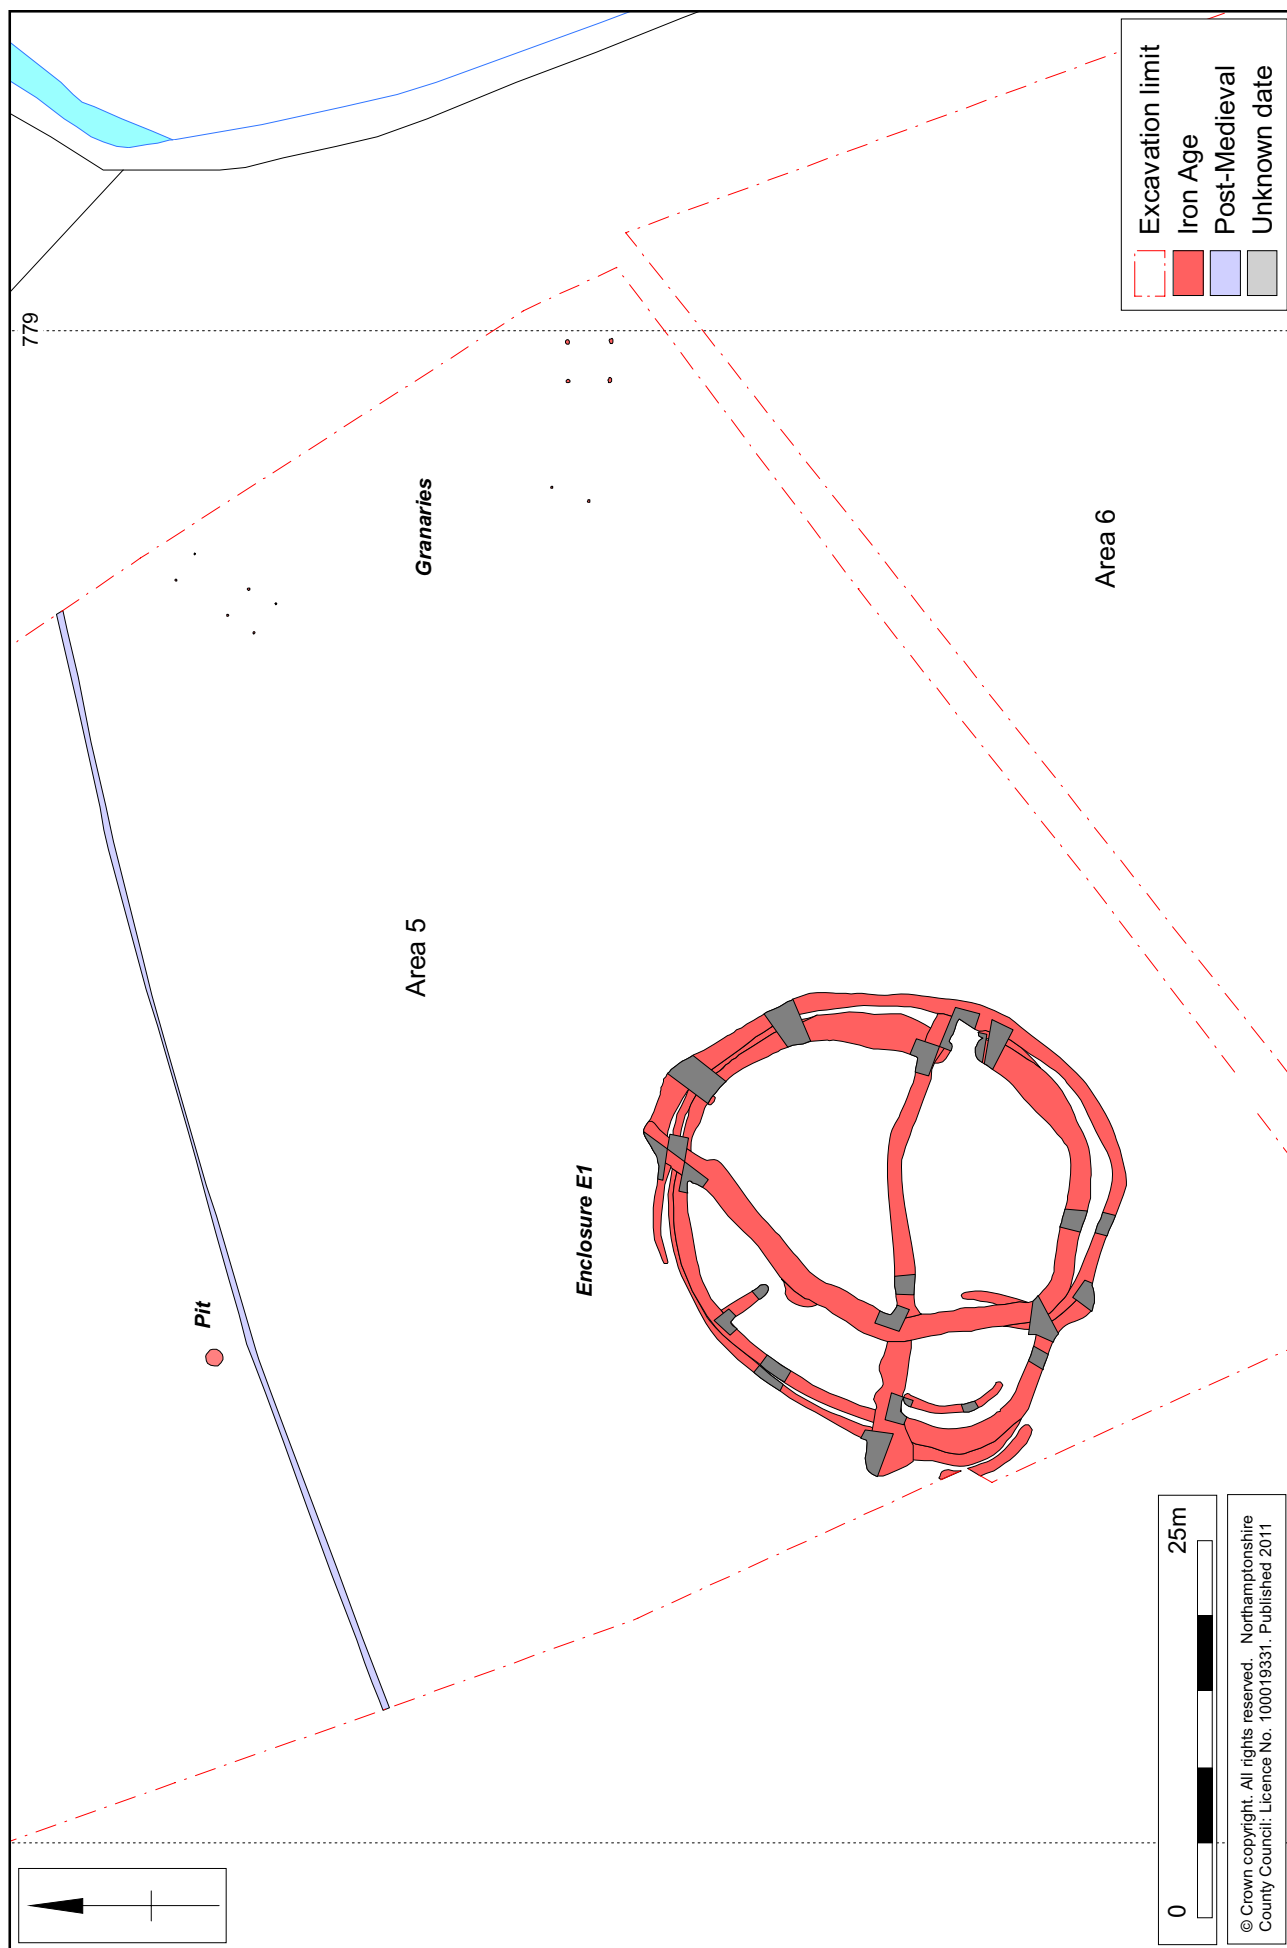 779
Granaries
Area 5
Area 6
Pit
Enclosure E1
Excavation limit
Iron Age
Post-Medieval
Unknown date
0 25m
© Crown copyright. All rights reserved. Northamptonshire
County Council: Licence No. 100019331. Published 2011